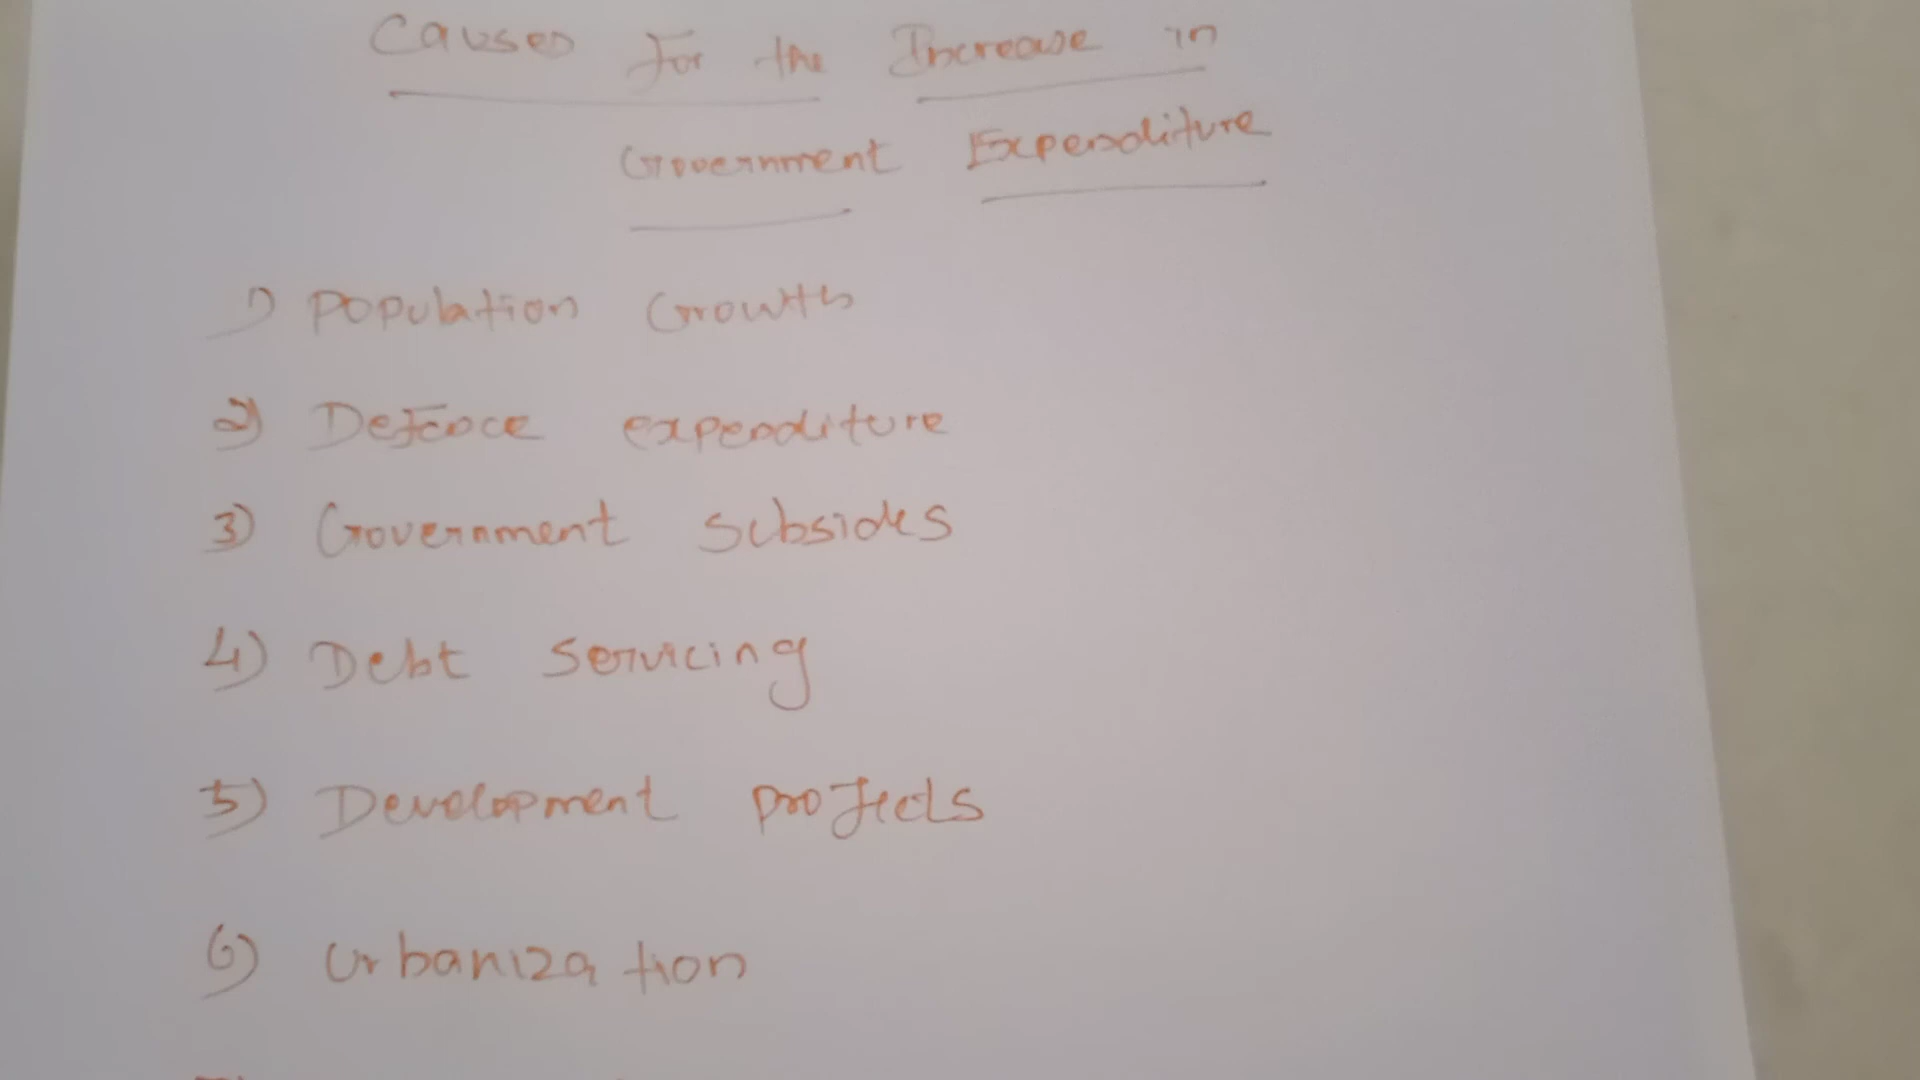 Causes for the Increase in
Government Expenditure
1) Population Growth
2) Defence expenditure
3) Government Subsides
4) Debt Servicing
5) Development projects
6) Urbanization